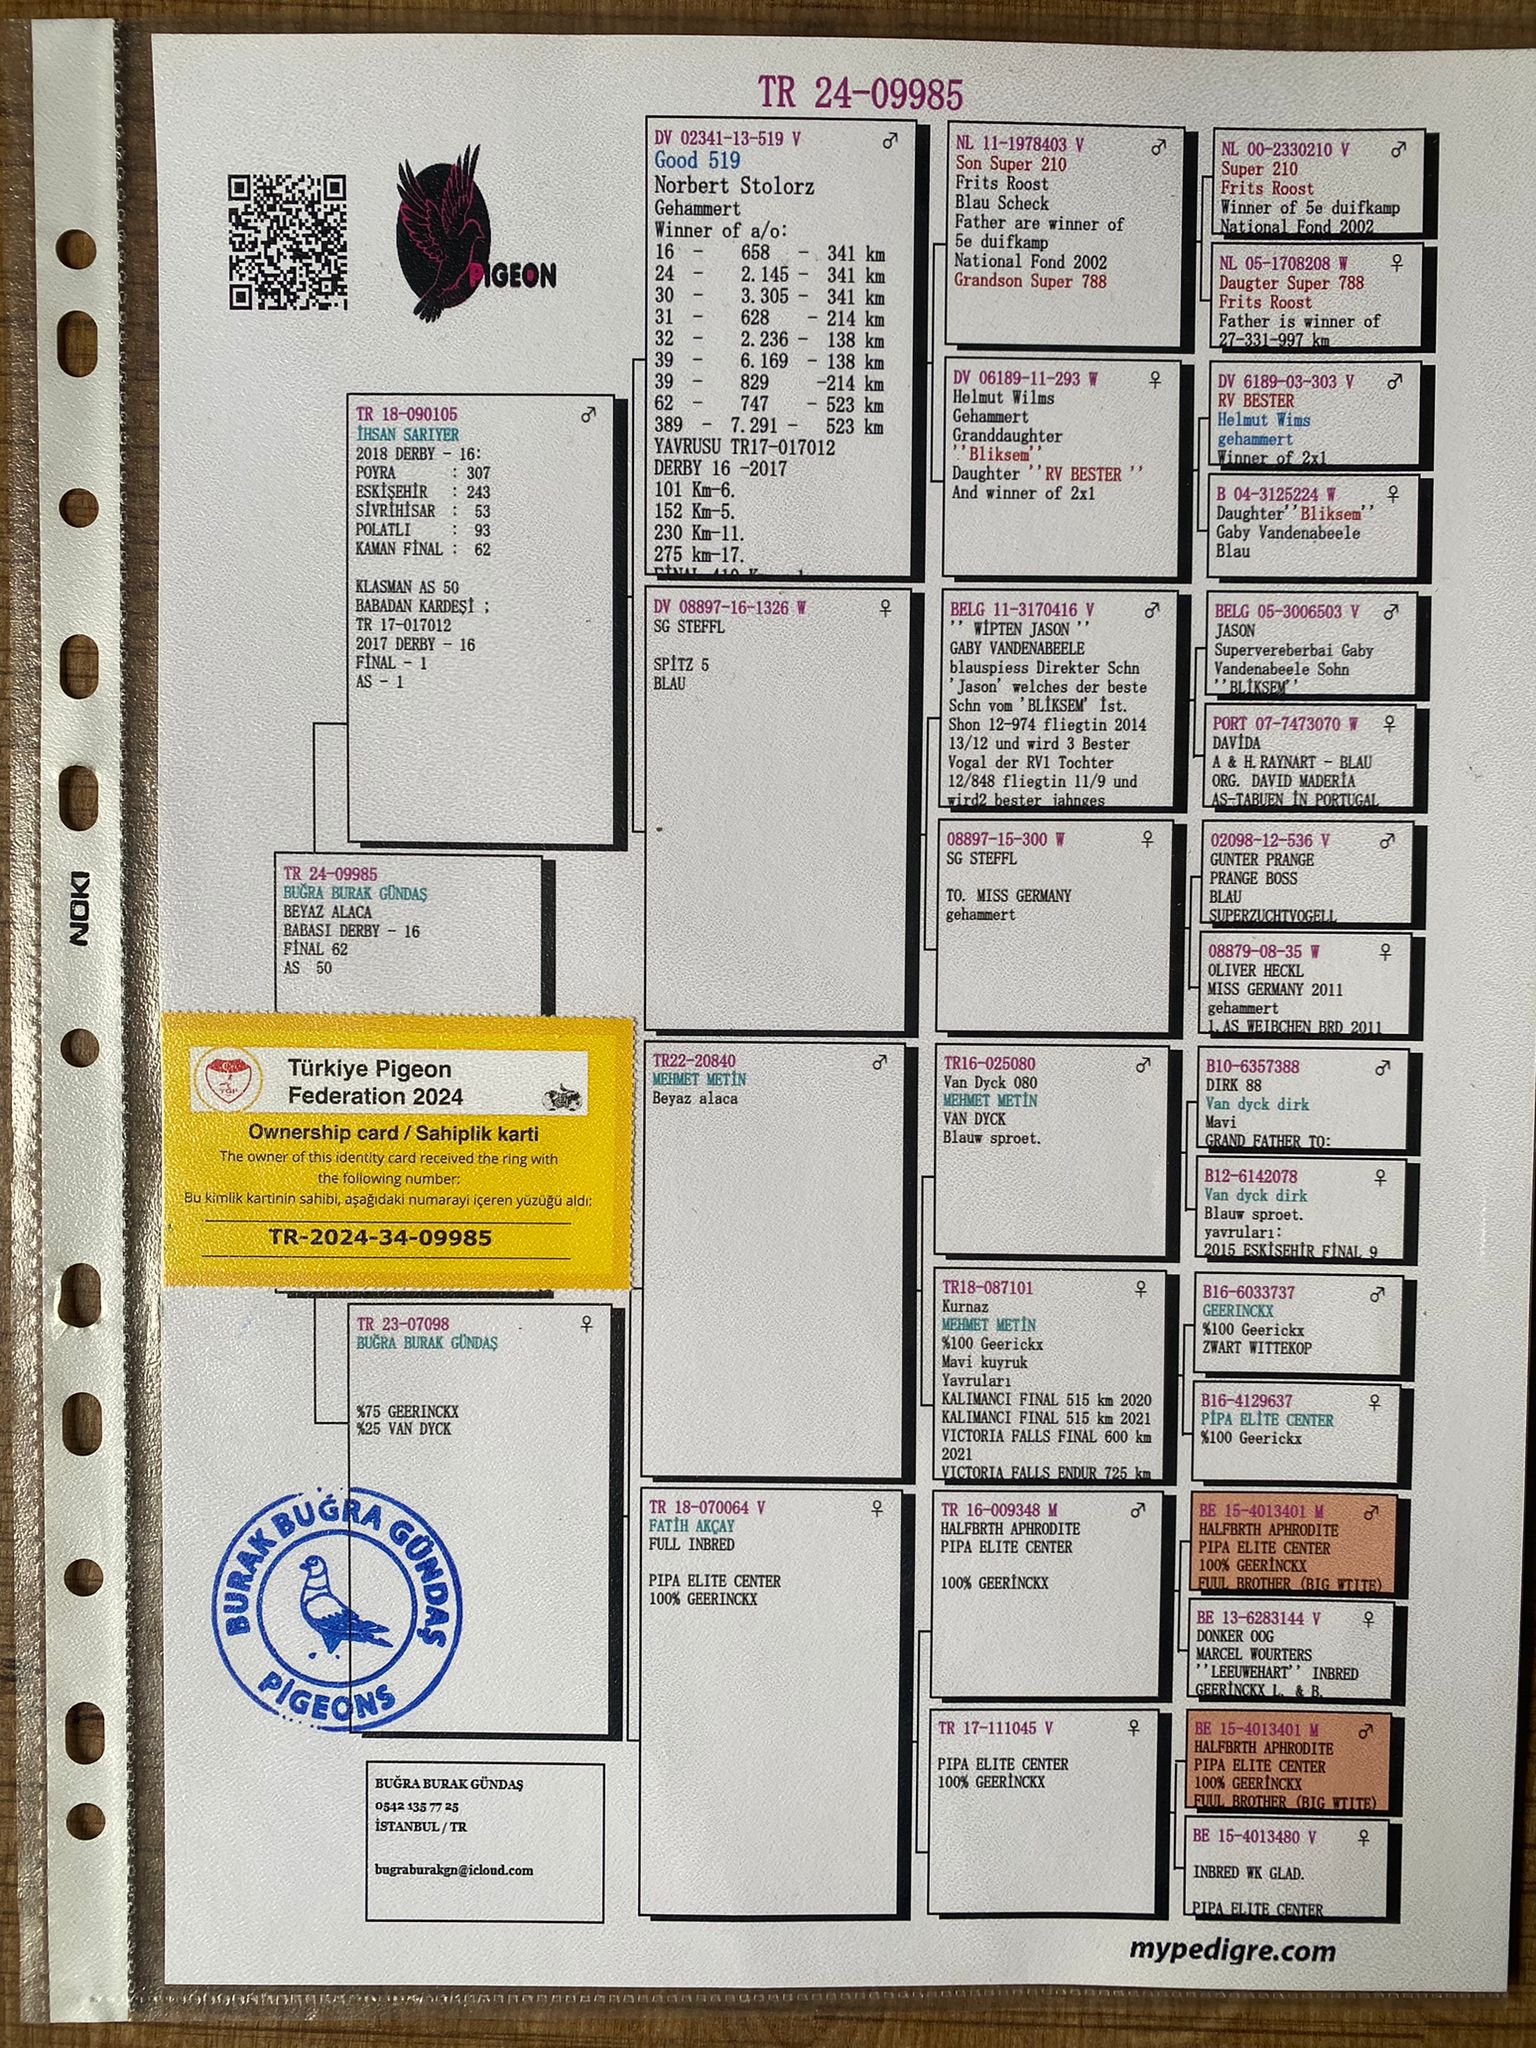 TR 24-09985
PIGEON
NOKI
TR 24-09985
BUĞRA BURAK GÜNDAŞ
BEYAZ ALACA
BABASI DERBY - 16
FİNAL 62
AS 50
Türkiye Pigeon
Federation 2024
TGF
Ownership card / Sahiplik karti
The owner of this identity card received the ring with
the following number:
Bu kimlik kartinin sahibi, aşağıdaki numarayi içeren yüzüğü aldı:
TR-2024-34-09985
TR 18-090105 ♂
İHSAN SARIYER
2018 DERBY - 16:
POYRA : 307
ESKİŞEHİR : 243
SİVRİHİSAR : 53
POLATLI : 93
KAMAN FİNAL : 62
KLASMAN AS 50
BABADAN KARDEŞİ ;
TR 17-017012
2017 DERBY - 16
FİNAL - 1
AS - 1
TR 23-07098 ♀
BUĞRA BURAK GÜNDAŞ
%75 GEERINCKX
%25 VAN DYCK
BURAK BUĞRA GÜNDAŞ
PİGEONS
BUĞRA BURAK GÜNDAŞ
0542 135 77 25
İSTANBUL / TR
bugraburakgn@icloud.com
DV 02341-13-519 V ♂
Good 519
Norbert Stolorz
Gehammert
Winner of a/o:
16 - 658 - 341 km
24 - 2.145 - 341 km
30 - 3.305 - 341 km
31 - 628 - 214 km
32 - 2.236 - 138 km
39 - 6.169 - 138 km
39 - 829 -214 km
62 - 747 - 523 km
389 - 7.291 - 523 km
YAVRUSU TR17-017012
DERBY 16 -2017
101 Km-6.
152 Km-5.
230 Km-11.
275 km-17.
DV 08897-16-1326 W ♀
SG STEFFL
SPİTZ 5
BLAU
TR22-20840 ♂
MEHMET METİN
Beyaz alaca
TR 18-070064 V ♀
FATİH AKÇAY
FULL INBRED
PIPA ELITE CENTER
100% GEERINCKX
NL 11-1978403 V ♂
Son Super 210
Frits Roost
Blau Scheck
Father are winner of
5e duifkamp
National Fond 2002
Grandson Super 788
DV 06189-11-293 W ♀
Helmut Wilms
Gehammert
Granddaughter
''Bliksem''
Daughter ''RV BESTER ''
And winner of 2x1
BELG 11-3170416 V ♂
'' WİPTEN JASON ''
GABY VANDENABEELE
blauspiess Direkter Schn
'Jason' welches der beste
Schn vom 'BLİKSEM' İst.
Shon 12-974 fliegtin 2014
13/12 und wird 3 Bester
Vogal der RV1 Tochter
12/848 fliegtin 11/9 und
wird2 bester jahnges
08897-15-300 W ♀
SG STEFFL
TO. MISS GERMANY
gehammert
TR16-025080 ♂
Van Dyck 080
MEHMET METİN
VAN DYCK
Blauw sproet.
TR18-087101 ♀
Kurnaz
MEHMET METİN
%100 Geerickx
Mavi kuyruk
Yavruları
KALIMANCI FINAL 515 km 2020
KALIMANCI FINAL 515 km 2021
VICTORIA FALLS FINAL 600 km
2021
VICTORIA FALLS ENDUR 725 km
TR 16-009348 M ♂
HALFBRTH APHRODITE
PIPA ELITE CENTER
100% GEERİNCKX
TR 17-111045 V ♀
PIPA ELITE CENTER
100% GEERİNCKX
NL 00-2330210 V ♂
Super 210
Frits Roost
Winner of 5e duifkamp
National Fond 2002
NL 05-1708208 W ♀
Daugter Super 788
Frits Roost
Father is winner of
27-331-997 km
DV 6189-03-303 V ♂
RV BESTER
Helmut Wims
gehammert
Winner of 2x1
B 04-3125224 W ♀
Daughter''Bliksem''
Gaby Vandenabeele
Blau
BELG 05-3006503 V ♂
JASON
Supervereberbai Gaby
Vandenabeele Sohn
''BLİKSEM''
PORT 07-7473070 W ♀
DAVİDA
A & H.RAYNART - BLAU
ORG. DAVID MADERİA
AS-TABUEN İN PORTUGAL
02098-12-536 V ♂
GUNTER PRANGE
PRANGE BOSS
BLAU
SUPERZUCHTVOGELL
08879-08-35 W ♀
OLIVER HECKL
MISS GERMANY 2011
gehammert
1.AS WEIBCHEN BRD 2011
B10-6357388 ♂
DIRK 88
Van dyck dirk
Mavi
GRAND FATHER TO:
B12-6142078 ♀
Van dyck dirk
Blauw sproet.
yavruları:
2015 ESKİSEHİR FİNAL 9
B16-6033737 ♂
GEERINCKX
%100 Geerickx
ZWART WITTEKOP
B16-4129637 ♀
PİPA ELİTE CENTER
%100 Geerickx
BE 15-4013401 M ♂
HALFBRTH APHRODITE
PIPA ELITE CENTER
100% GEERİNCKX
FUUL BROTHER (BIG WTITE)
BE 13-6283144 V ♀
DONKER OOG
MARCEL WOURTERS
''LEEUWEHART'' INBRED
GEERİNCKX L. & B.
BE 15-4013401 M ♂
HALFBRTH APHRODITE
PIPA ELITE CENTER
100% GEERİNCKX
FUUL BROTHER (BIG WTITE)
BE 15-4013480 V ♀
INBRED WK GLAD.
PIPA ELITE CENTER
mypedigre.com